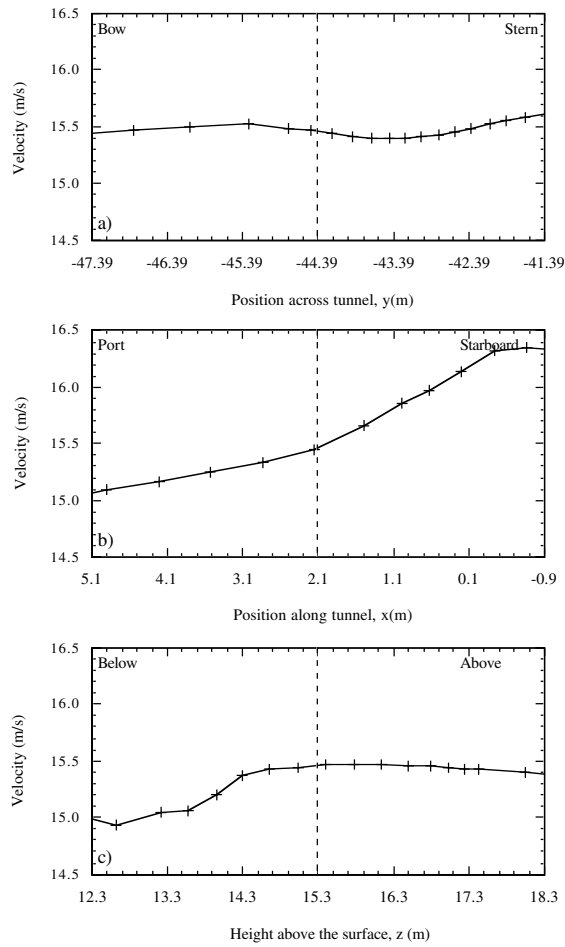 16.5
Bow
Stern
16.0
15.5
15.0
14.5
Velocity (m/s)
a)
-47.39 -46.39 -45.39 -44.39 -43.39 -42.39 -41.39
Position across tunnel, y(m)
16.5
Port
Starboard
16.0
15.5
15.0
14.5
Velocity (m/s)
b)
5.1 4.1 3.1 2.1 1.1 0.1 -0.9
Position along tunnel, x(m)
16.5
Below
Above
16.0
15.5
15.0
14.5
Velocity (m/s)
c)
12.3 13.3 14.3 15.3 16.3 17.3 18.3
Height above the surface, z (m)